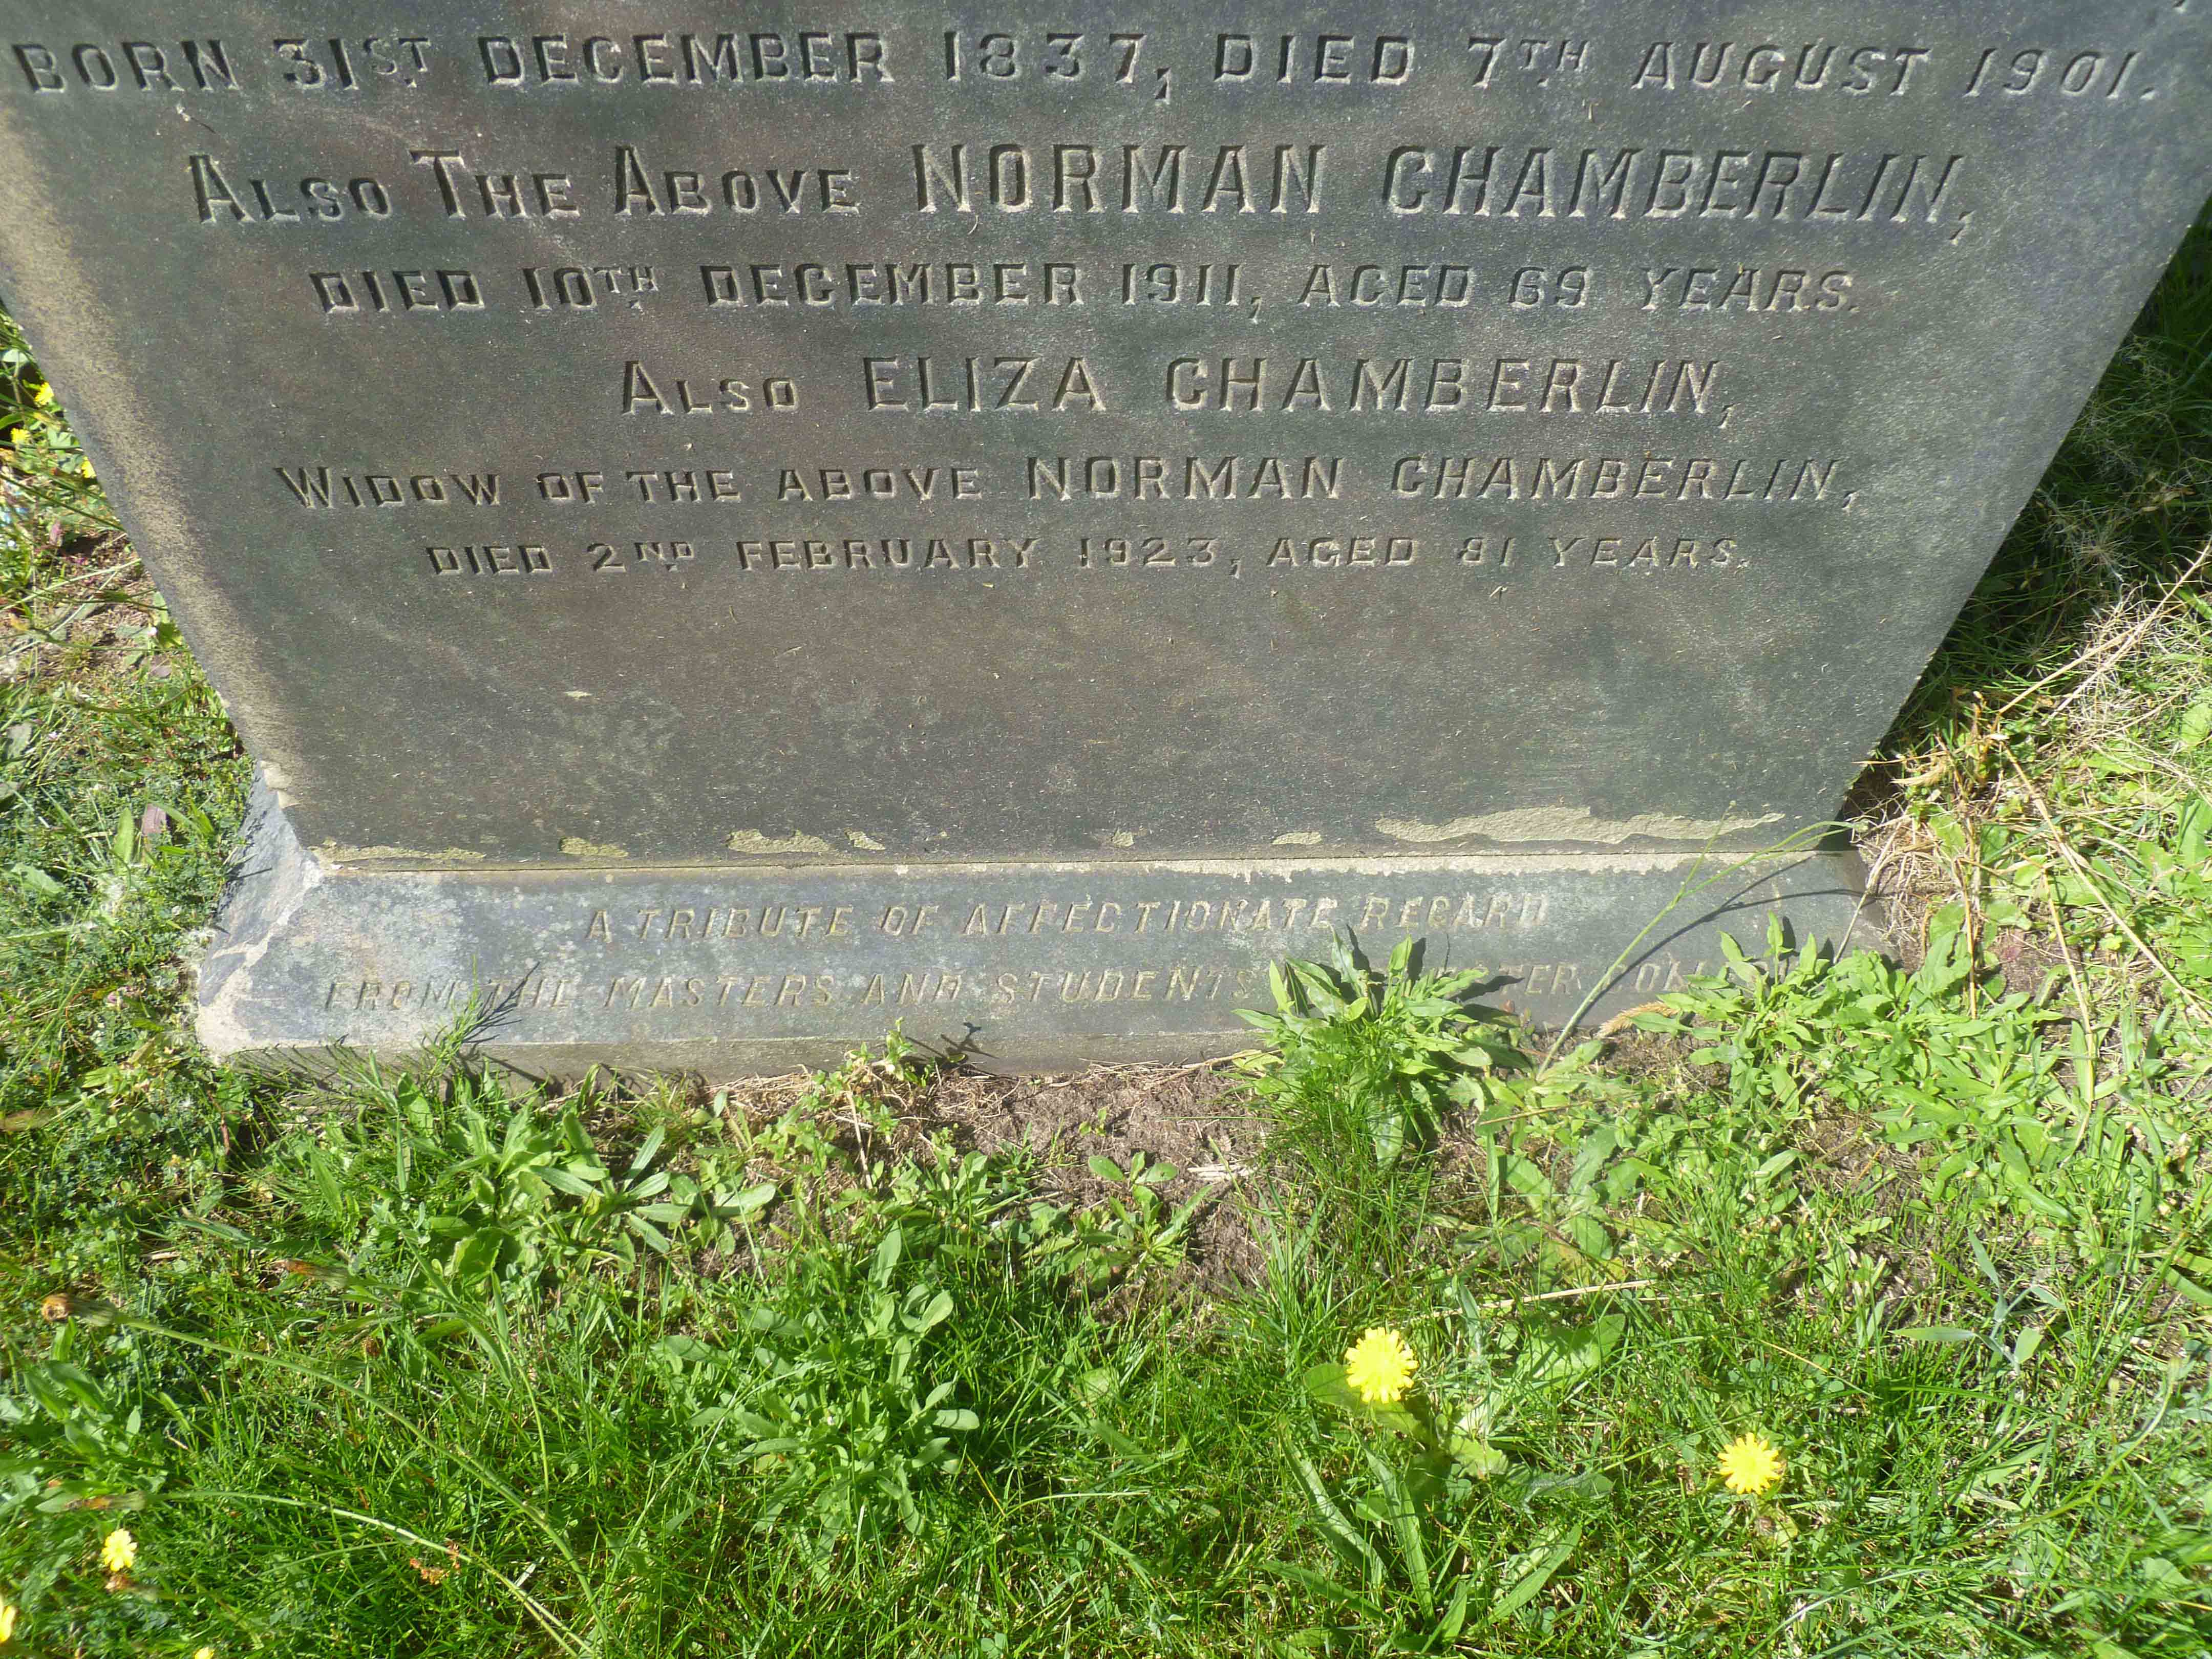 BORN 31ST DECEMBER 1837, DIED 7TH AUGUST 1901.
ALSO THE ABOVE NORMAN CHAMBERLIN,
DIED 10TH DECEMBER 1911, AGED 69 YEARS.
ALSO ELIZA CHAMBERLIN,
WIDOW OF THE ABOVE NORMAN CHAMBERLIN,
DIED 2ND FEBRUARY 1923, AGED 81 YEARS.
A TRIBUTE OF AFFECTIONATE REGARD
FROM THE MASTERS AND STUDENTS